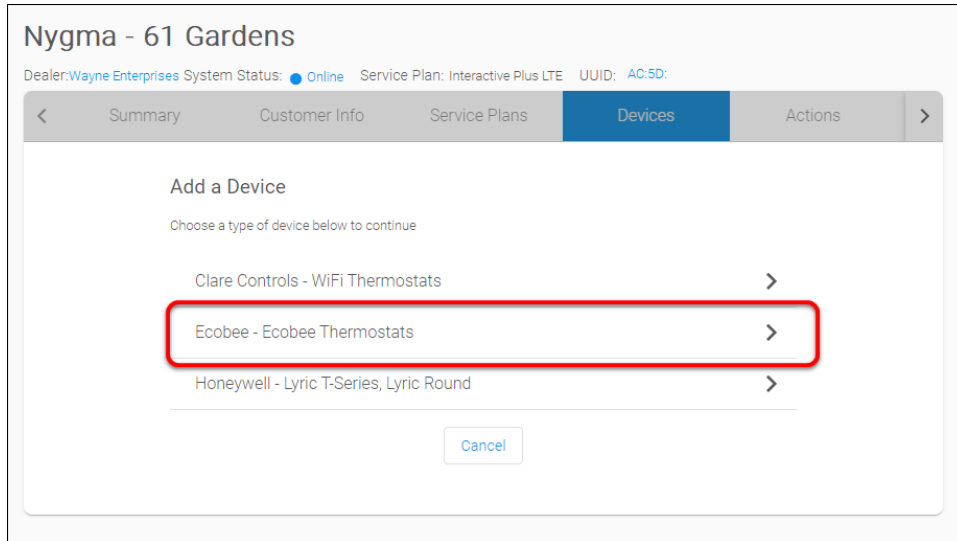 Nygma - 61 Gardens
Dealer:Wayne Enterprises System Status: Online Service Plan: Interactive Plus LTE UUID: AC:5D:
Summary Customer Info Service Plans Devices Actions
Add a Device
Choose a type of device below to continue
Clare Controls - WiFi Thermostats
Ecobee - Ecobee Thermostats
Honeywell - Lyric T-Series, Lyric Round
Cancel